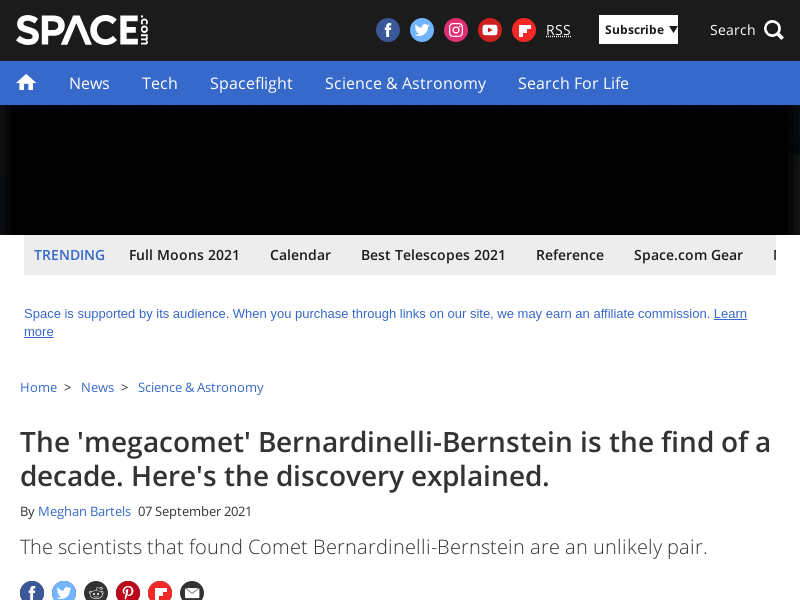 SPACE.com
RSS
Subscribe ▼
Search
News
Tech
Spaceflight
Science & Astronomy
Search For Life
TRENDING
Full Moons 2021
Calendar
Best Telescopes 2021
Reference
Space.com Gear
Space is supported by its audience. When you purchase through links on our site, we may earn an affiliate commission. Learn
more
Home > News > Science & Astronomy
The 'megacomet' Bernardinelli-Bernstein is the find of a
decade. Here's the discovery explained.
By Meghan Bartels 07 September 2021
The scientists that found Comet Bernardinelli-Bernstein are an unlikely pair.